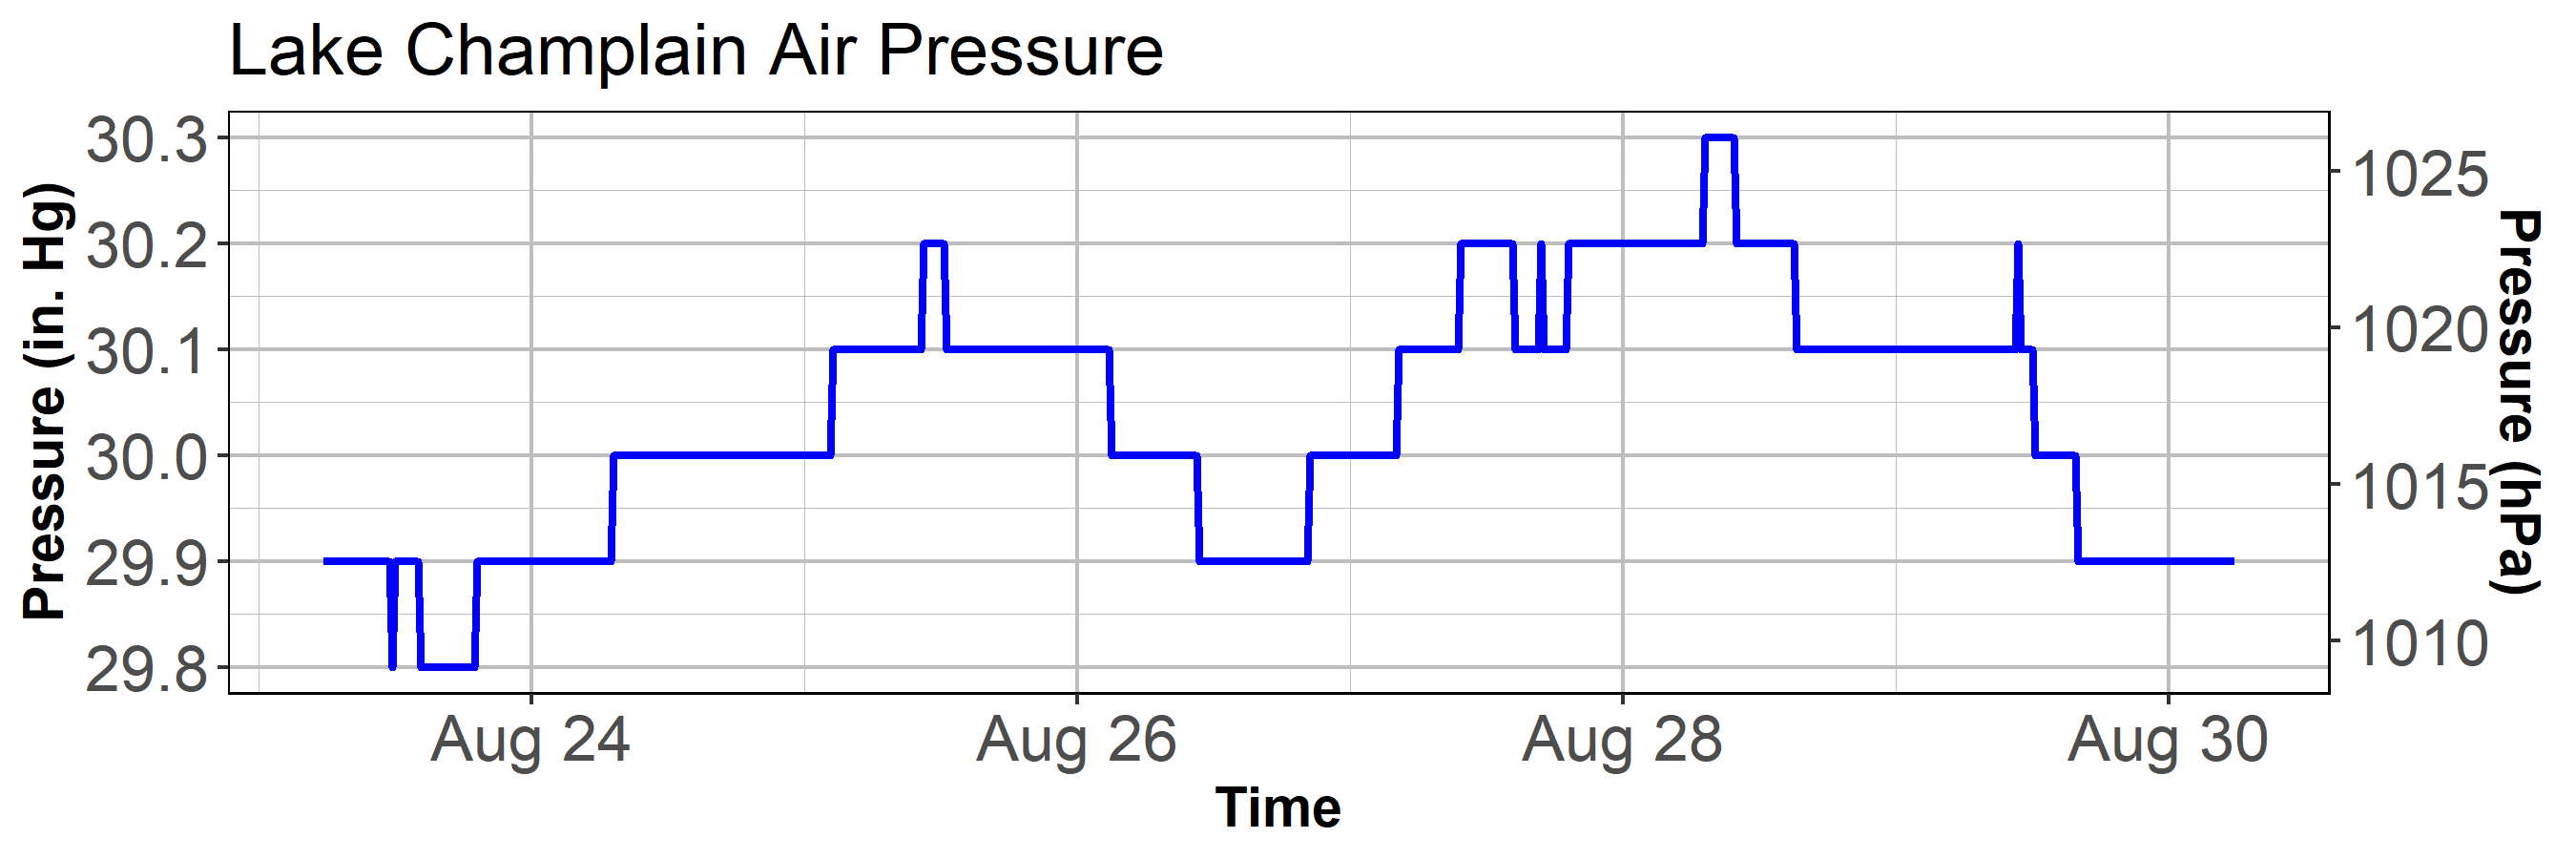 Lake Champlain Air Pressure
Pressure (in. Hg)
30.3
30.2
30.1
30.0
29.9
29.8
1025
1020
1015
1010
Pressure (hPa)
Aug 24 Aug 26 Aug 28 Aug 30
Time